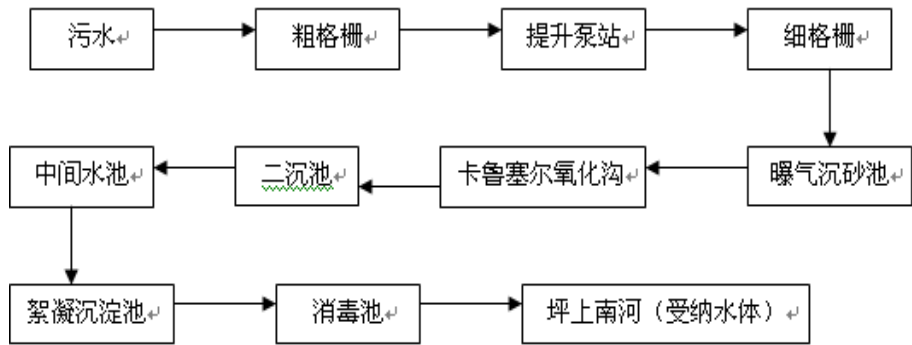 污水
粗格栅
提升泵站
细格栅
中间水池
二沉池
卡鲁塞尔氧化沟
曝气沉砂池
絮凝沉淀池
消毒池
坪上南河（受纳水体）